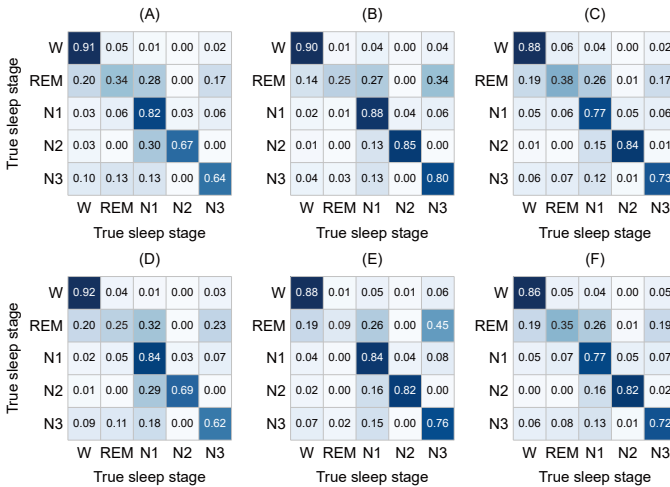 (A) (B) (C)
True sleep stage
W 0.91 0.05 0.01 0.00 0.02 W 0.90 0.01 0.04 0.00 0.04 W 0.88 0.06 0.04 0.00 0.02
REM 0.20 0.34 0.28 0.00 0.17 REM 0.14 0.25 0.27 0.00 0.34 REM 0.19 0.38 0.26 0.01 0.17
N1 0.03 0.06 0.82 0.03 0.06 N1 0.02 0.01 0.88 0.04 0.06 N1 0.05 0.06 0.77 0.05 0.06
N2 0.03 0.00 0.30 0.67 0.00 N2 0.01 0.00 0.13 0.85 0.00 N2 0.01 0.00 0.15 0.84 0.01
N3 0.10 0.13 0.13 0.00 0.64 N3 0.04 0.03 0.13 0.00 0.80 N3 0.06 0.07 0.12 0.01 0.73
W REM N1 N2 N3 W REM N1 N2 N3 W REM N1 N2 N3
True sleep stage True sleep stage True sleep stage
(D) (E) (F)
True sleep stage
W 0.92 0.04 0.01 0.00 0.03 W 0.88 0.01 0.05 0.01 0.06 W 0.86 0.05 0.04 0.00 0.05
REM 0.20 0.25 0.32 0.00 0.23 REM 0.19 0.09 0.26 0.00 0.45 REM 0.19 0.35 0.26 0.01 0.19
N1 0.02 0.05 0.84 0.03 0.07 N1 0.04 0.00 0.84 0.04 0.08 N1 0.05 0.07 0.77 0.05 0.07
N2 0.01 0.00 0.29 0.69 0.00 N2 0.02 0.00 0.16 0.82 0.00 N2 0.00 0.00 0.16 0.82 0.02
N3 0.09 0.11 0.18 0.00 0.62 N3 0.07 0.02 0.15 0.00 0.76 N3 0.06 0.08 0.13 0.01 0.72
W REM N1 N2 N3 W REM N1 N2 N3 W REM N1 N2 N3
True sleep stage True sleep stage True sleep stage